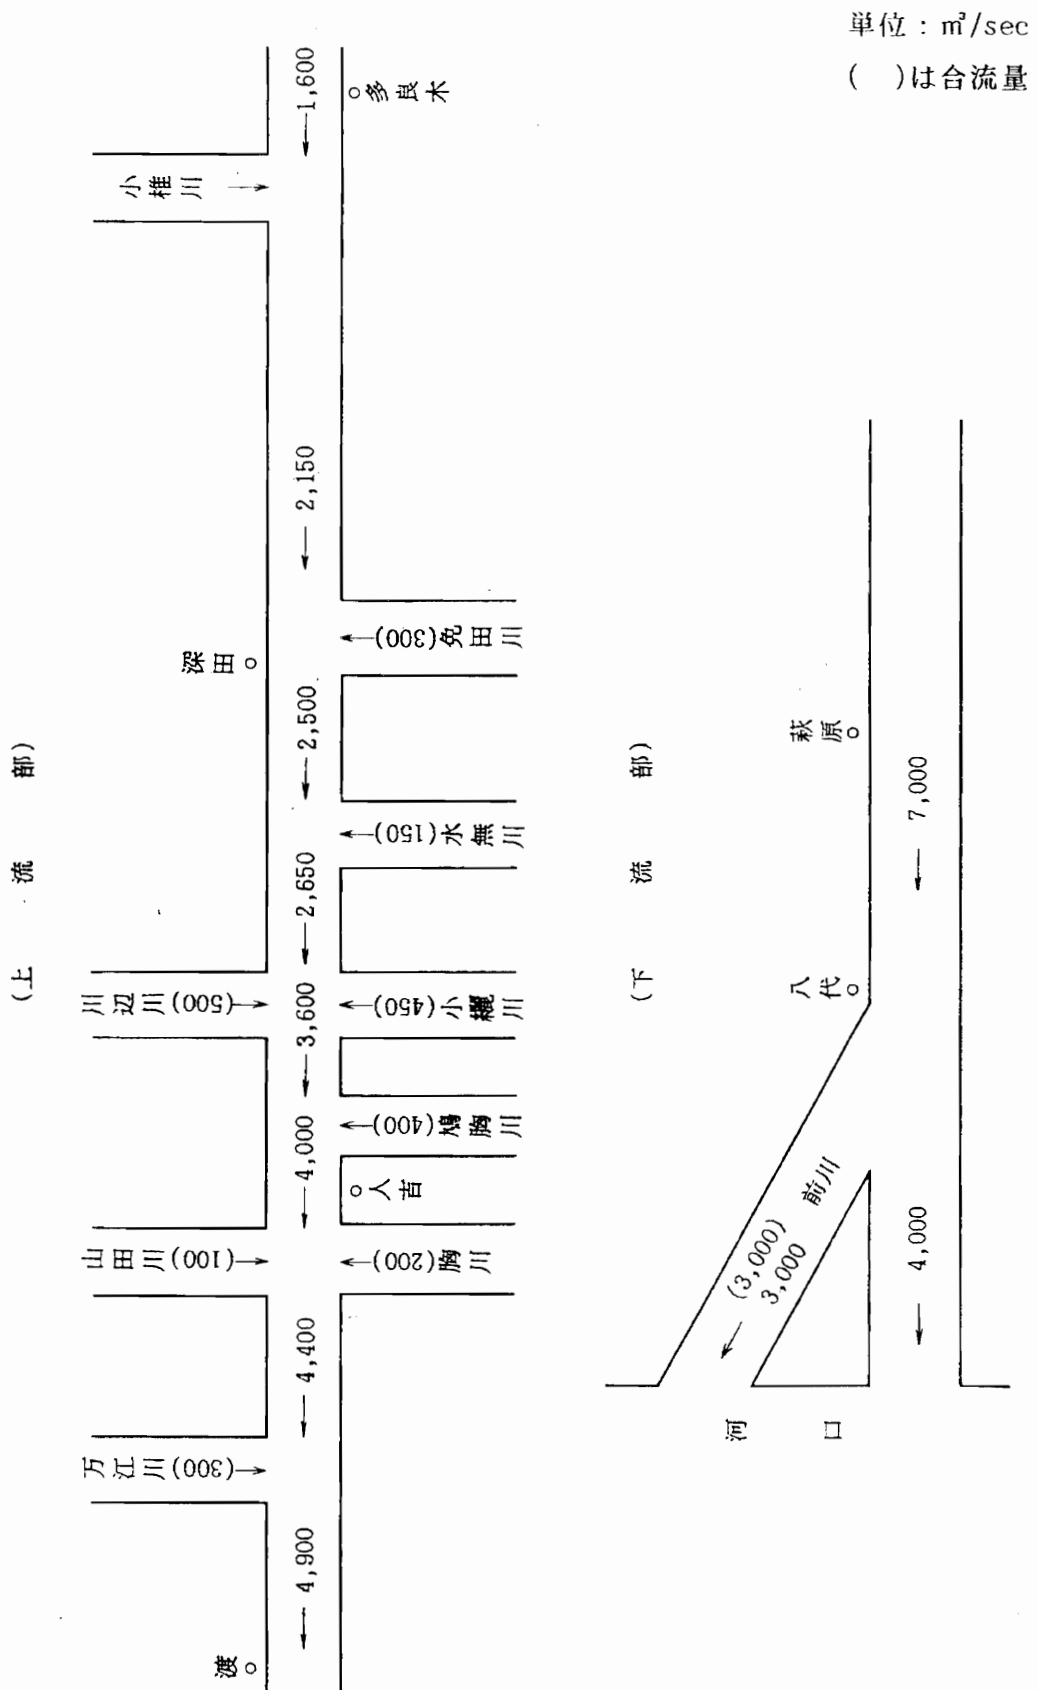 単位：㎥/sec
(　)は合流量
(上流部)
1,600
多良木
小椎川
2,150
免田川(300)
深田
2,500
水無川(150)
2,650
川辺川(500)
小纚川(450)
3,600
鳩胸川(400)
4,000
人吉
山田川(100)
胸川(200)
4,400
万江川(300)
4,900
渡
(下流部)
萩原
7,000
八代
前川
(3,000)
3,000
4,000
河口